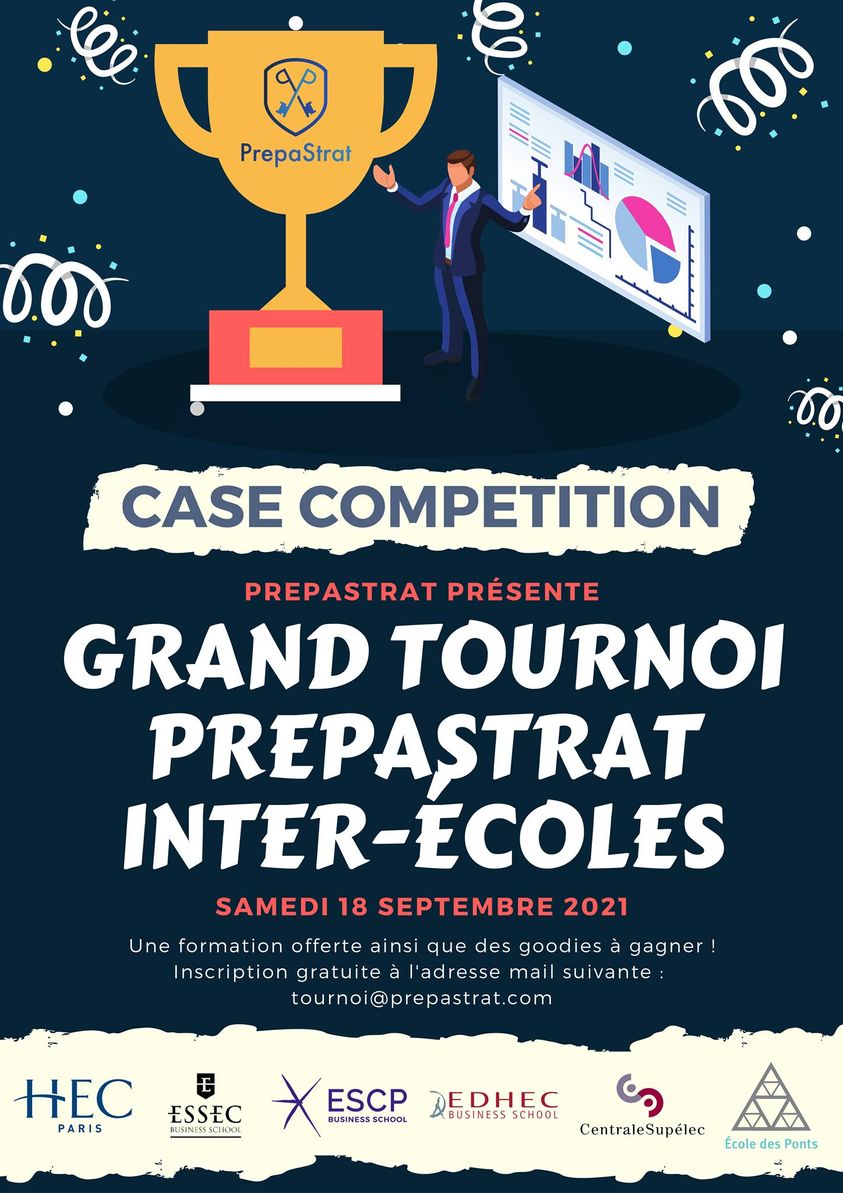 PrepaStrat
CASE COMPETITION
PREPASTRAT PRÉSENTE
GRAND TOURNOI
PREPASTRAT
INTER-ÉCOLES
SAMEDI 18 SEPTEMBRE 2021
Une formation offerte ainsi que des goodies à gagner !
Inscription gratuite à l'adresse mail suivante :
tournoi@prepastrat.com
HEC
PARIS
ESSEC
BUSINESS SCHOOL
ESCP
BUSINESS SCHOOL
EDHEC
BUSINESS SCHOOL
CentraleSupélec
École des Ponts